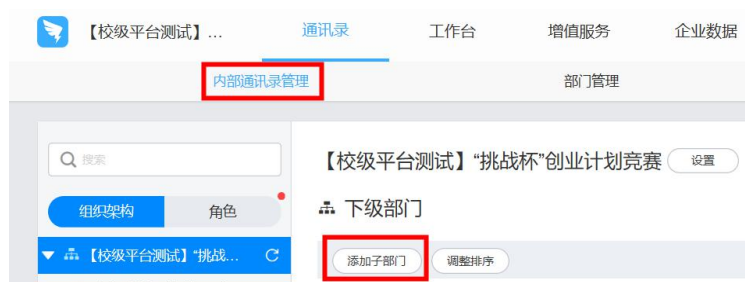 【校级平台测试】... 通讯录 工作台 增值服务 企业数据
内部通讯录管理 部门管理
搜索
【校级平台测试】“挑战杯”创业计划竞赛 设置
组织架构 角色
下级部门
【校级平台测试】“挑战...
添加子部门 调整排序